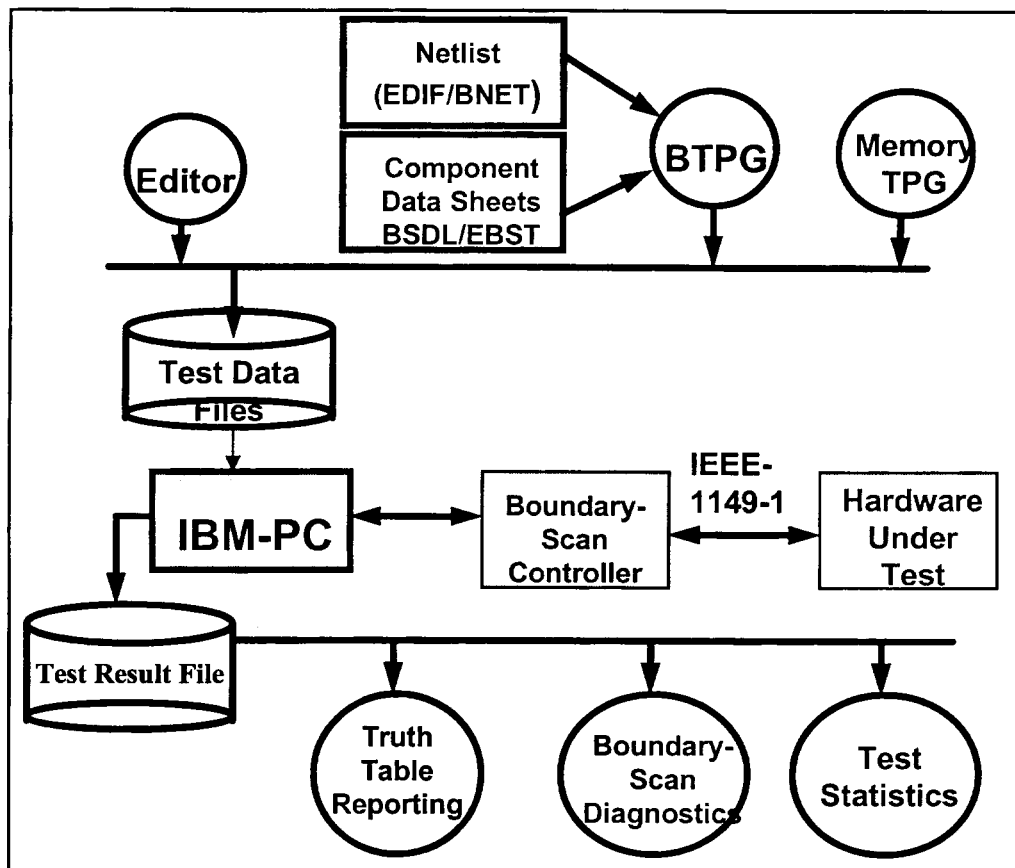 Netlist
(EDIF/BNET)
Editor
Component
Data Sheets
BSDL/EBST
BTPG
Memory
TPG
Test Data
Files
IBM-PC
Boundary-
Scan
Controller
IEEE-
1149-1
Hardware
Under
Test
Test Result File
Truth
Table
Reporting
Boundary-
Scan
Diagnostics
Test
Statistics